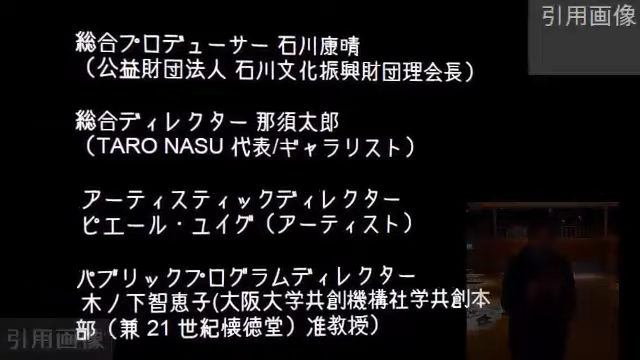 引用画像
総合プロデューサー 石川康晴
（公益財団法人 石川文化振興財団理会長）
総合ディレクター 那須太郎
（TARO NASU 代表/ギャラリスト）
アーティスティックディレクター
ピエール・ユイグ（アーティスト）
パブリックプログラムディレクター
木ノ下智恵子(大阪大学共創機構社学共創本
部（兼 21 世紀懐徳堂）准教授）
引用画像